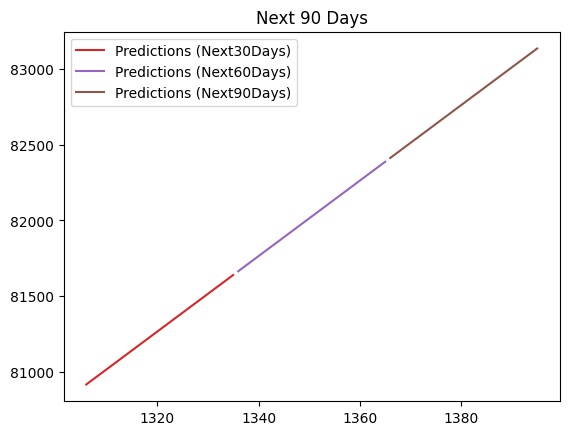 Next 90 Days
Predictions (Next30Days)
Predictions (Next60Days)
Predictions (Next90Days)
83000
82500
82000
81500
81000
1320
1340
1360
1380